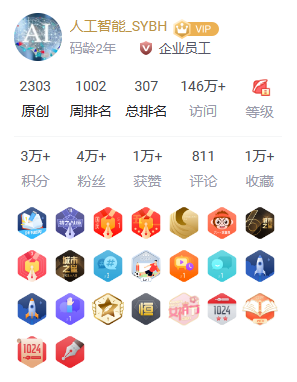 AI
人工智能_SYBH VIP
码龄2年 企业员工
2303 1002 307 146万+
原创 周排名 总排名 访问 等级
3万+ 4万+ 1万+ 811 1万+
积分 粉丝 获赞 评论 收藏
城市之星
1024
1024